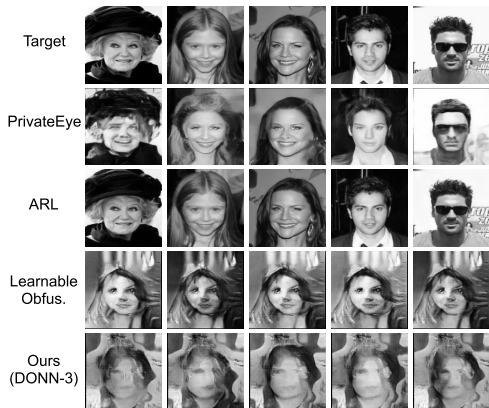 Target
PrivateEye
ARL
Learnable
Obfus.
Ours
(DONN-3)